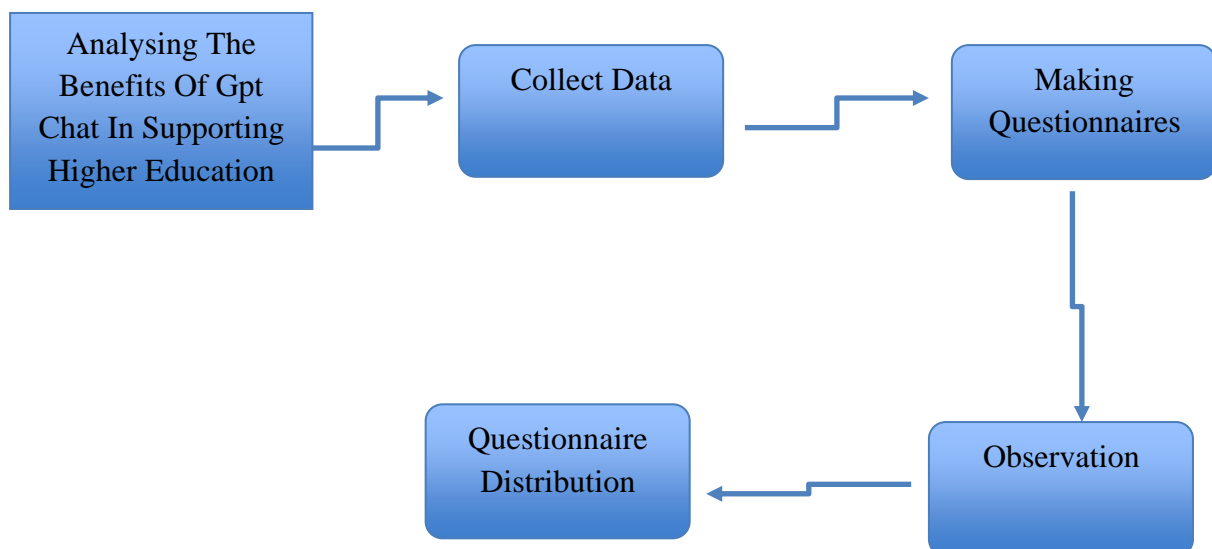 Analysing The
Benefits Of Gpt
Chat In Supporting
Higher Education
Collect Data
Making
Questionnaires
Observation
Questionnaire
Distribution